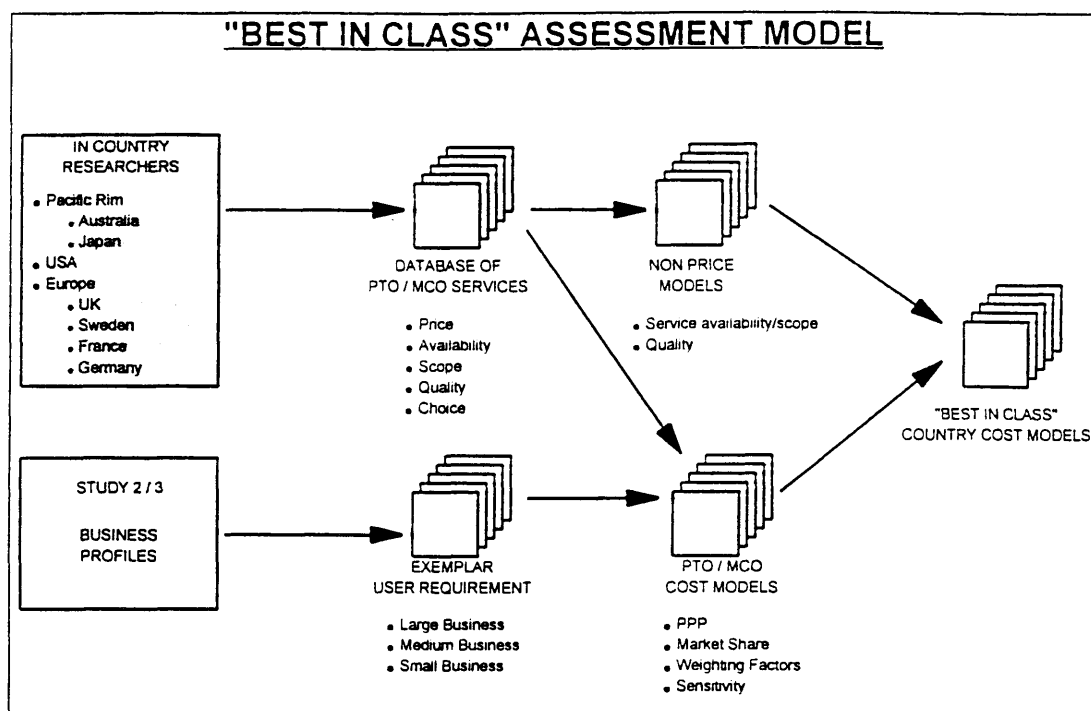 "BEST IN CLASS" ASSESSMENT MODEL
IN COUNTRY
RESEARCHERS
• Pacific Rim
• Australia
• Japan
• USA
• Europe
• UK
• Sweden
• France
• Germany
DATABASE OF
PTO / MCO SERVICES
• Price
• Availability
• Scope
• Quality
• Choice
NON PRICE
MODELS
• Service availability/scope
• Quality
"BEST IN CLASS"
COUNTRY COST MODELS
STUDY 2 / 3
BUSINESS
PROFILES
EXEMPLAR
USER REQUIREMENT
• Large Business
• Medium Business
• Small Business
PTO / MCO
COST MODELS
• PPP
• Market Share
• Weighting Factors
• Sensitivity